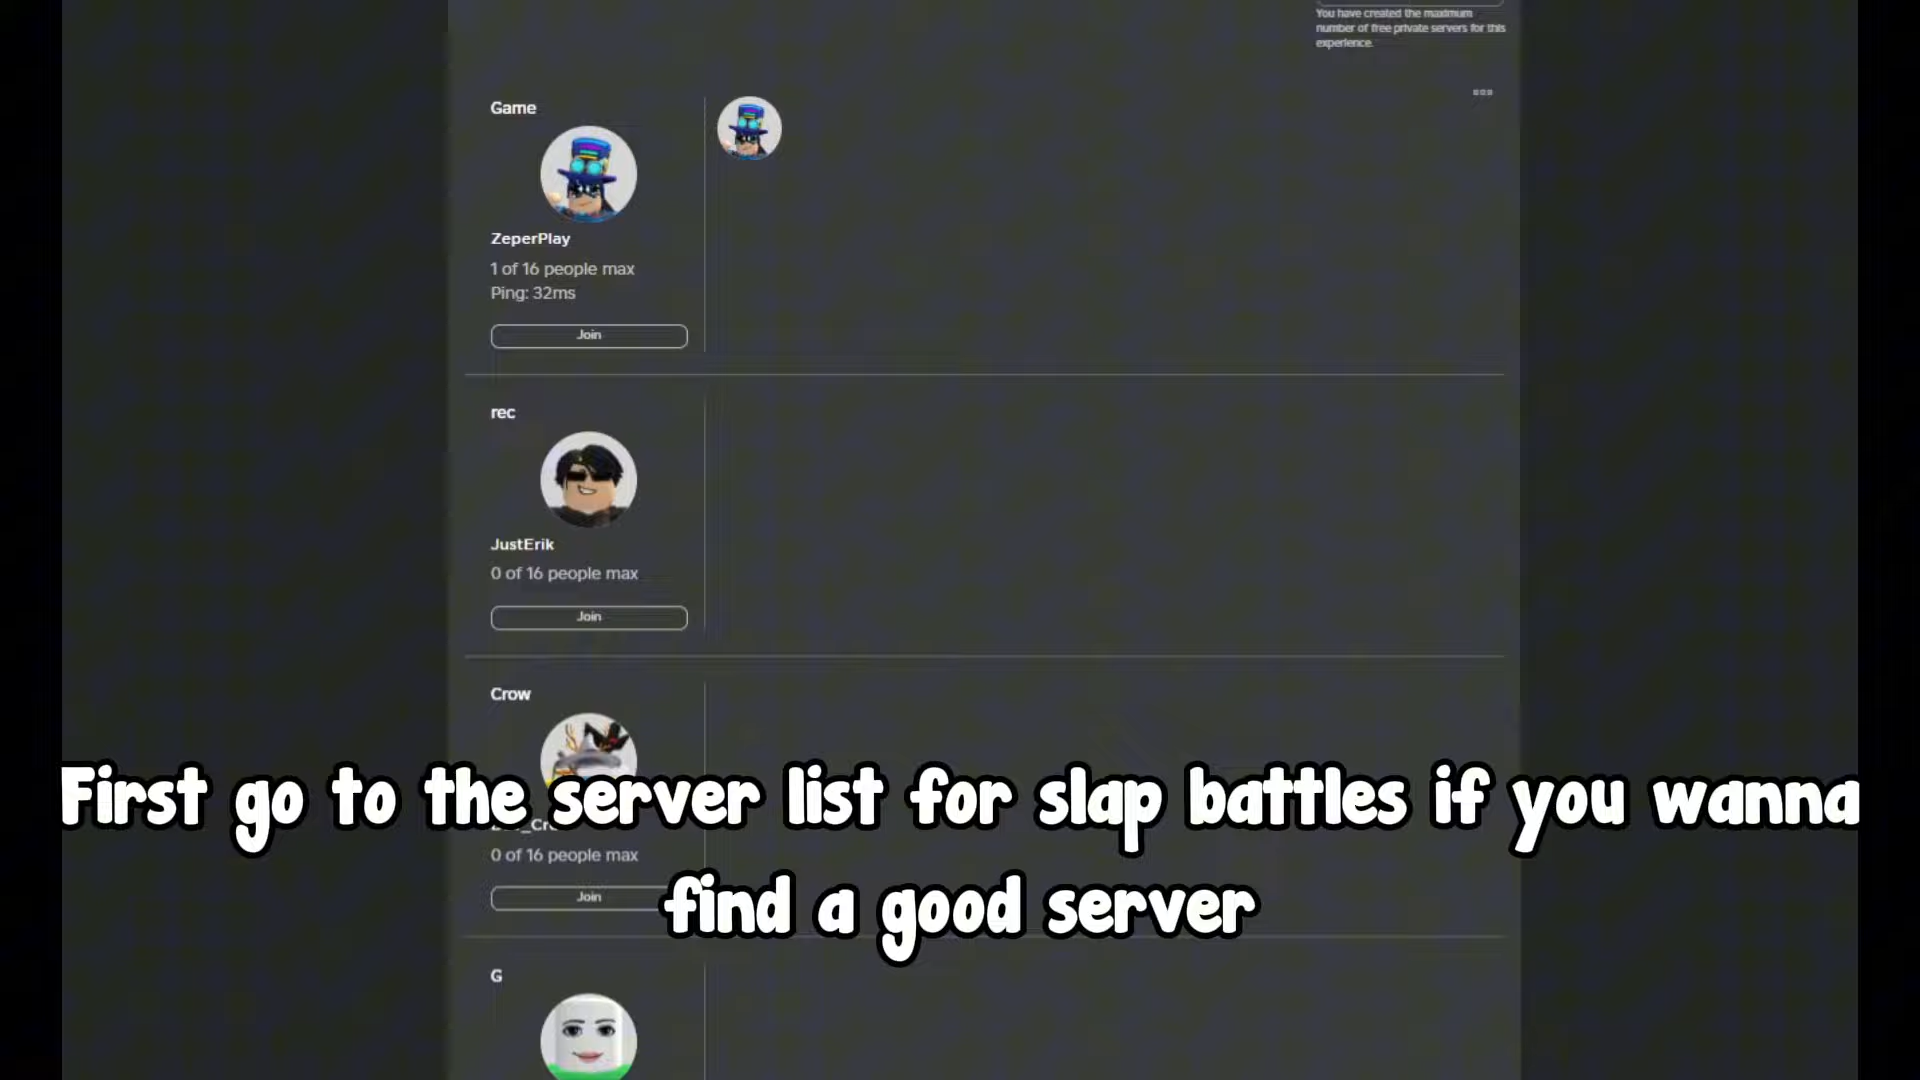 You have created the maximum
number of free private servers for this
experience.
Game
ZeperPlay
1 of 16 people max
Ping: 32ms
Join
rec
JustErik
0 of 16 people max
Join
Crow
First go to the server list for slap battles if you wanna
0 of 16 people max
Join
find a good server
G